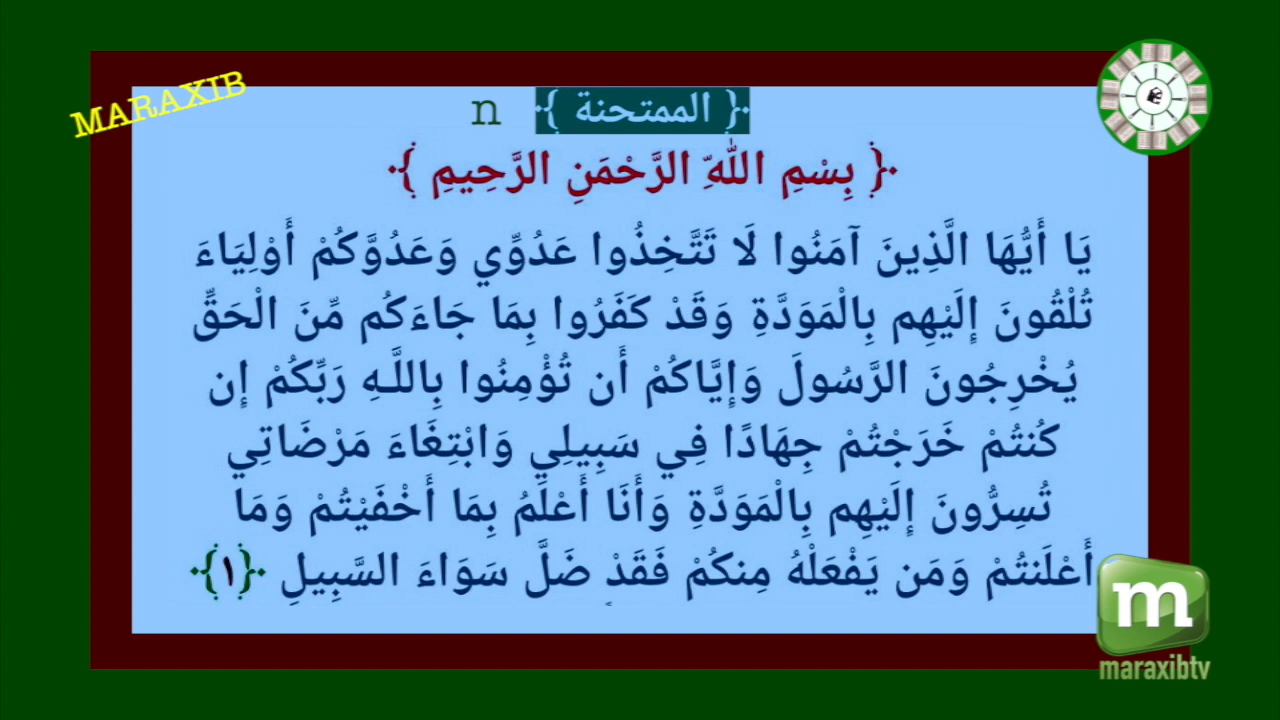 MARAXIB
﴿ الممتحنة ﴾ n
﴿ بِسْمِ اللَّهِ الرَّحْمَنِ الرَّحِيمِ ﴾
يَا أَيُّهَا الَّذِينَ آمَنُوا لَا تَتَّخِذُوا عَدُوِّي وَعَدُوَّكُمْ أَوْلِيَاءَ
تُلْقُونَ إِلَيْهِم بِالْمَوَدَّةِ وَقَدْ كَفَرُوا بِمَا جَاءَكُم مِّنَ الْحَقِّ
يُخْرِجُونَ الرَّسُولَ وَإِيَّاكُمْ أَن تُؤْمِنُوا بِاللَّـهِ رَبِّكُمْ إِن
كُنتُمْ خَرَجْتُمْ جِهَادًا فِي سَبِيلِي وَابْتِغَاءَ مَرْضَاتِي
تُسِرُّونَ إِلَيْهِم بِالْمَوَدَّةِ وَأَنَا أَعْلَمُ بِمَا أَخْفَيْتُمْ وَمَا
أَعْلَنتُمْ وَمَن يَفْعَلْهُ مِنكُمْ فَقَدْ ضَلَّ سَوَاءَ السَّبِيلِ ﴿١﴾
m
maraxibtv